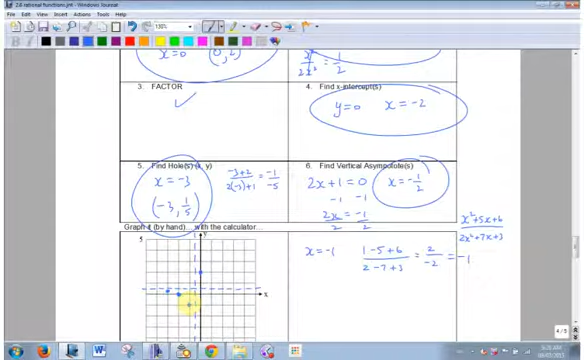 2.6 rational functions.jnt - Windows Journal
File Edit View Insert Actions Tools Help
130%
x=0 (0, 2)
x²/2x² = 1/2
3. FACTOR
✓
4. Find x-intercept(s)
y=0 x=-2
5. Find Hole(s) (x, y)
x=-3
(-3, 1/5)
-3+2/2(-3)+1 = -1/-5
6. Find Vertical Asymptote(s)
2x+1=0
-1 -1
2x/2 = -1/2
x=-1/2
x²+5x+6/2x²+7x+3
with the calculator.
5
y
x
x=-1
1-5+6/2-7+3 = 2/-2 = -1
4/5